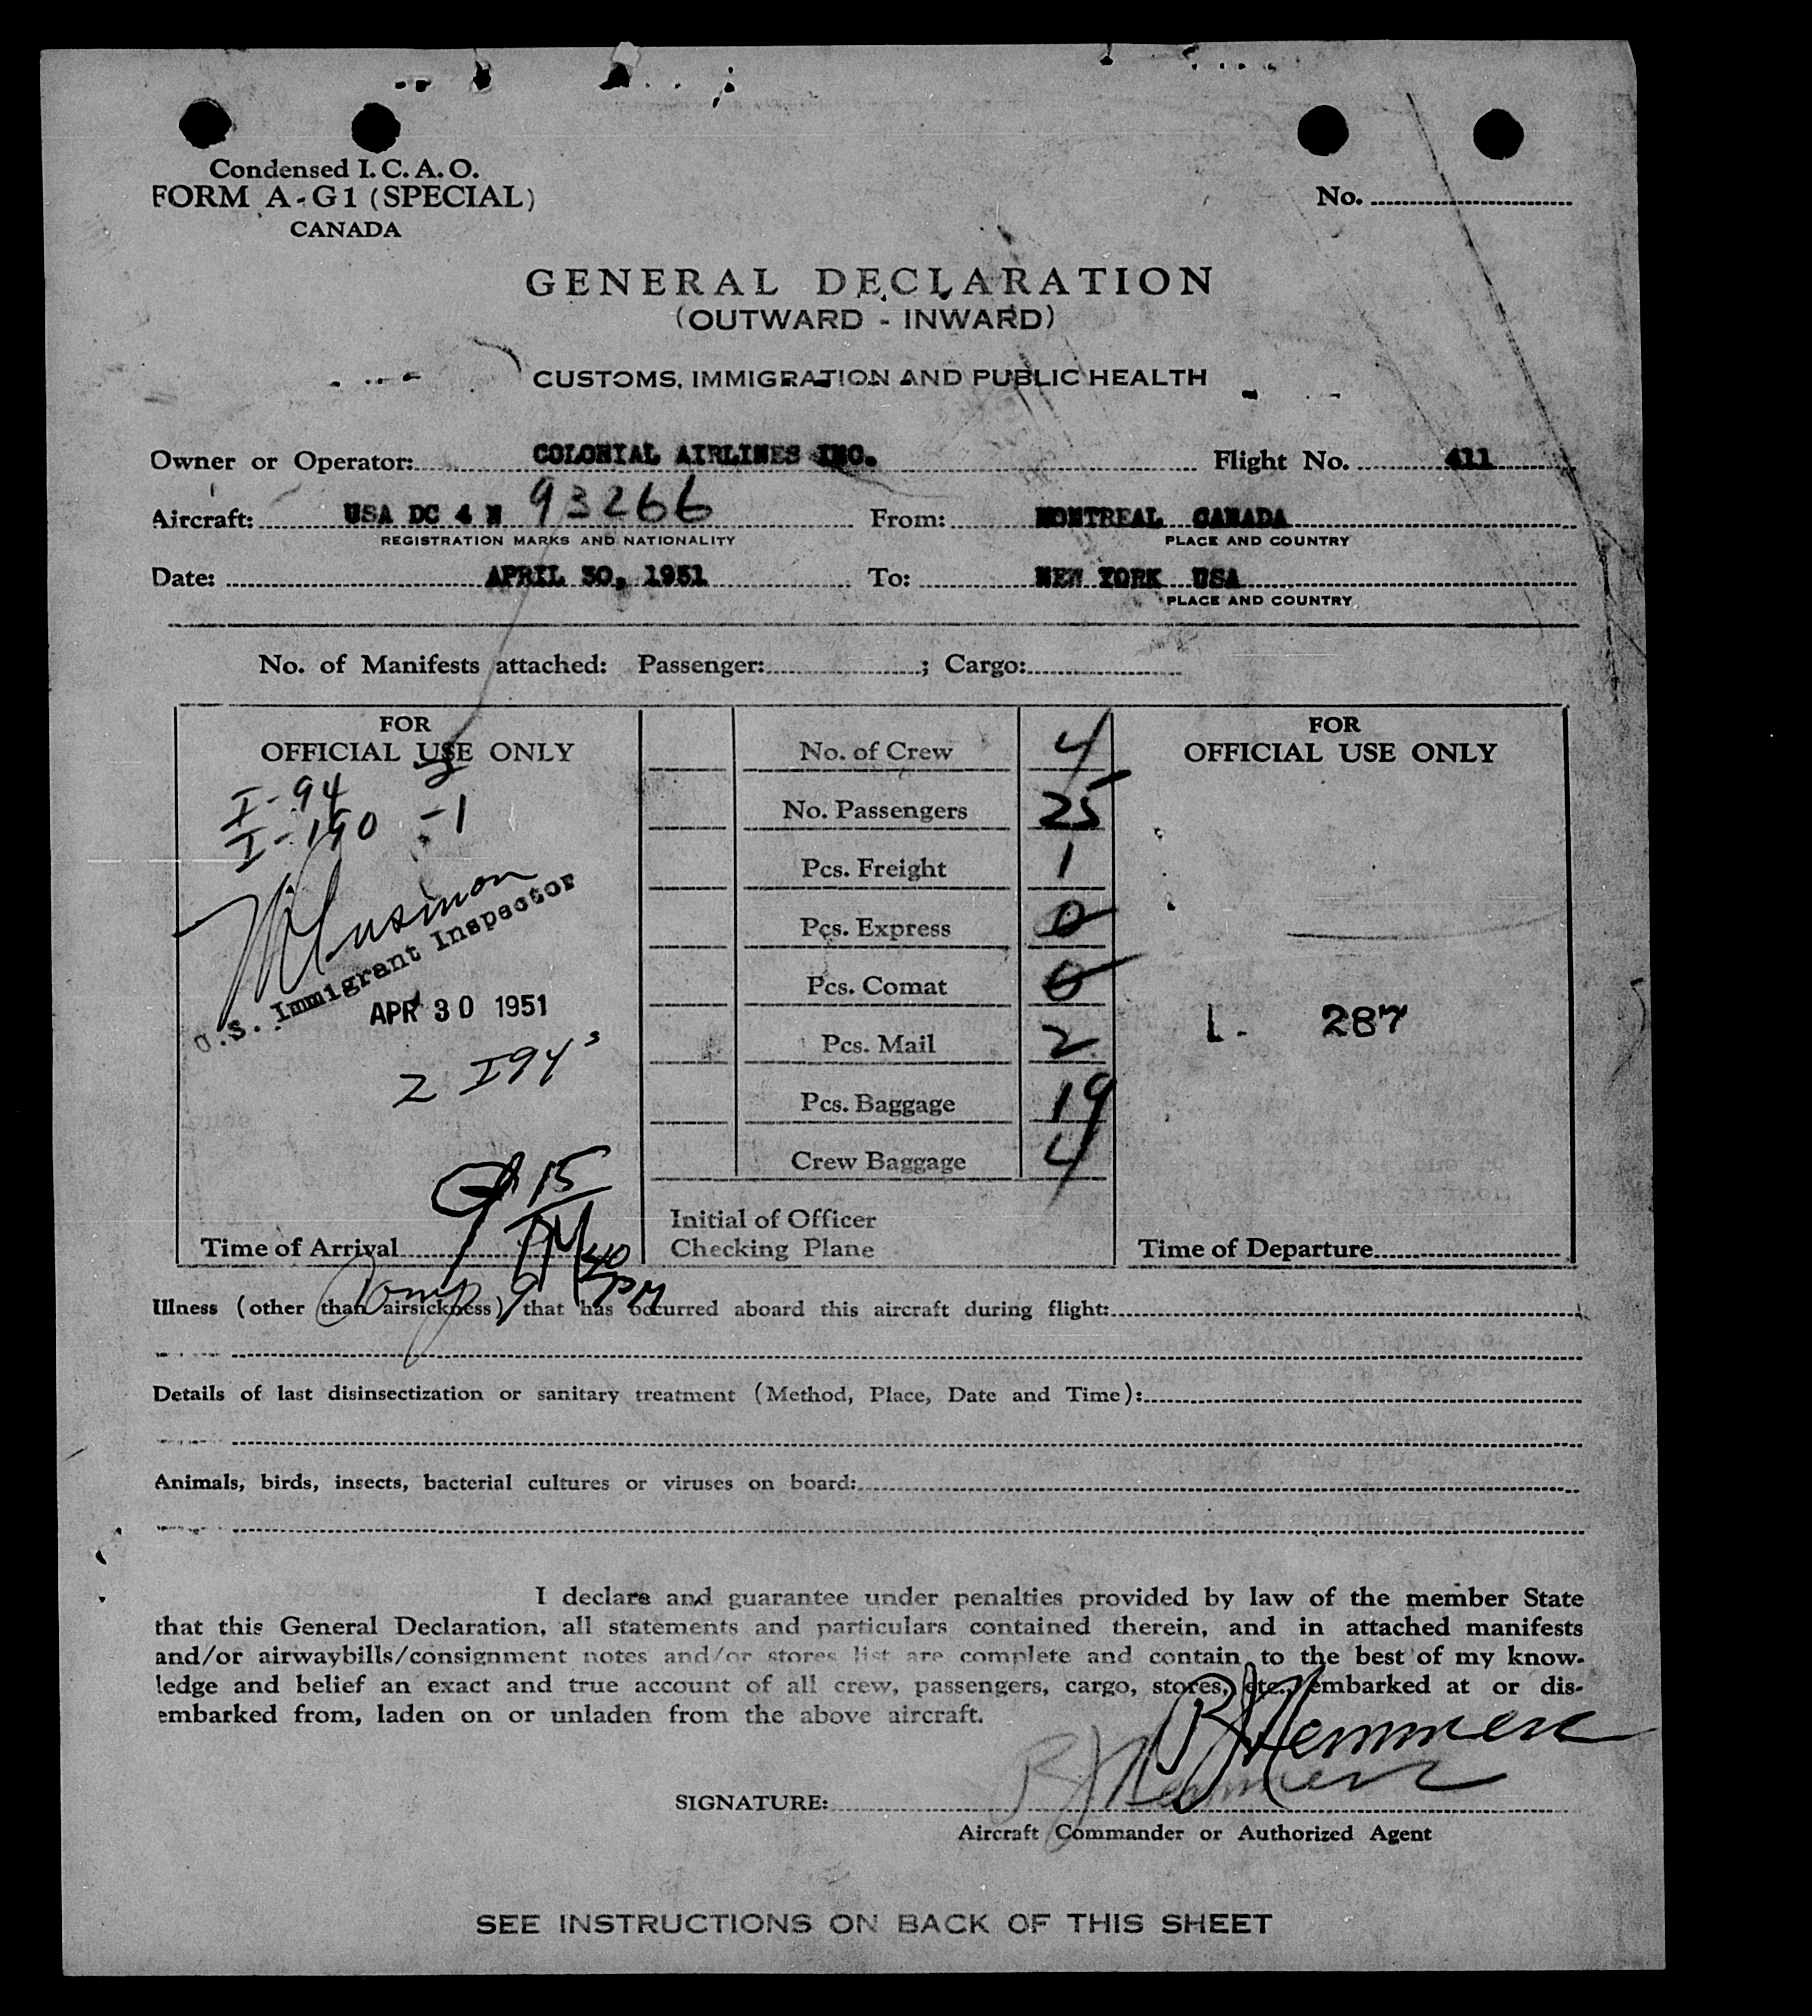 Condensed I. C. A. O.
FORM A-G1 (SPECIAL)
CANADA
No.
GENERAL DECLARATION
(OUTWARD - INWARD)
CUSTOMS, IMMIGRATION AND PUBLIC HEALTH
Owner or Operator: COLONIAL AIRLINES INC. Flight No. 411
Aircraft: USA DC 4 N 93266 From: MONTREAL CANADA
REGISTRATION MARKS AND NATIONALITY PLACE AND COUNTRY
Date: APRIL 30, 1951 To: NEW YORK USA
PLACE AND COUNTRY
No. of Manifests attached: Passenger: ; Cargo:
FOR
OFFICIAL USE ONLY
I-94 2
I-190 -1
U.S. Immigrant Inspector
APR 30 1951
2 I94s
9 15
PM
Time of Arrival
Comp 9 40 PM
No. of Crew 4
No. Passengers 25
Pcs. Freight 1
Pcs. Express 0
Pcs. Comat 0
Pcs. Mail 2
Pcs. Baggage 19
Crew Baggage 4
Initial of Officer
Checking Plane
FOR
OFFICIAL USE ONLY
L - 287
Time of Departure
Illness (other than airsickness) that has occurred aboard this aircraft during flight:
Details of last disinsectization or sanitary treatment (Method, Place, Date and Time):
Animals, birds, insects, bacterial cultures or viruses on board:
I declare and guarantee under penalties provided by law of the member State
that this General Declaration, all statements and particulars contained therein, and in attached manifests
and/or airwaybills/consignment notes and/or stores list are complete and contain to the best of my know-
ledge and belief an exact and true account of all crew, passengers, cargo, stores, etc., embarked at or dis-
embarked from, laden on or unladen from the above aircraft.
SIGNATURE:
Aircraft Commander or Authorized Agent
SEE INSTRUCTIONS ON BACK OF THIS SHEET